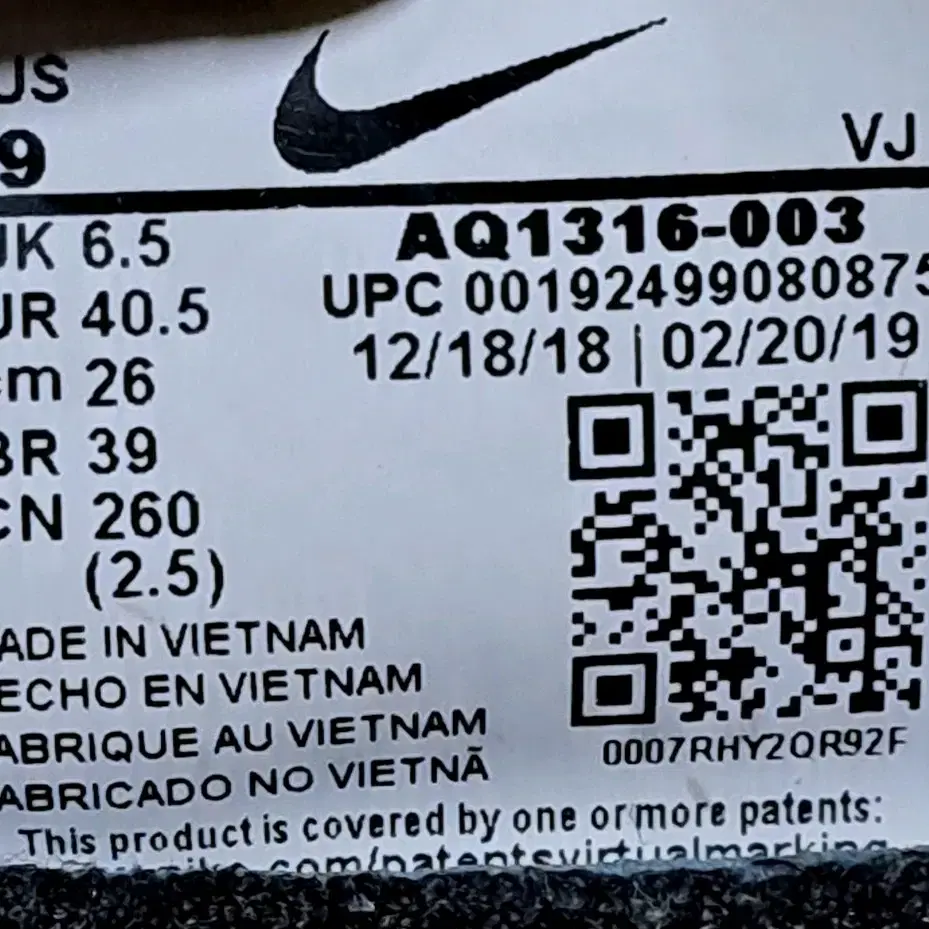 US
9
VJ
UK 6.5
AQ1316-003
UR 40.5
UPC 00192499080875
cm 26
12/18/18 | 02/20/19
BR 39
CN 260
(2.5)
ADE IN VIETNAM
ECHO EN VIETNAM
ABRIQUE AU VIETNAM
ABRICADO NO VIETNÃ
0007RHY2QR92F
This product is covered by one or more patents:
.com/patentsvirtualmarking